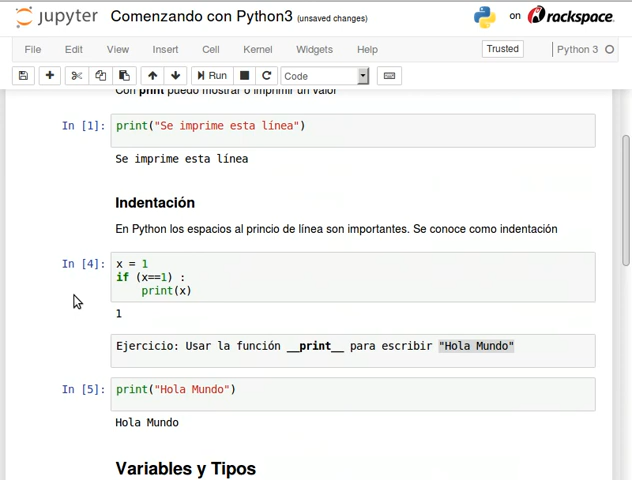 jupyter Comenzando con Python3 (unsaved changes) on rackspace.
File Edit View Insert Cell Kernel Widgets Help Trusted Python 3
Run Code
Con print puedo mostrar o imprimir un valor
In [1]: print("Se imprime esta línea")
Se imprime esta línea
Indentación
En Python los espacios al princio de línea son importantes. Se conoce como indentación
In [4]: x = 1
if (x==1) :
print(x)
1
Ejercicio: Usar la función __print__ para escribir "Hola Mundo"
In [5]: print("Hola Mundo")
Hola Mundo
Variables y Tipos